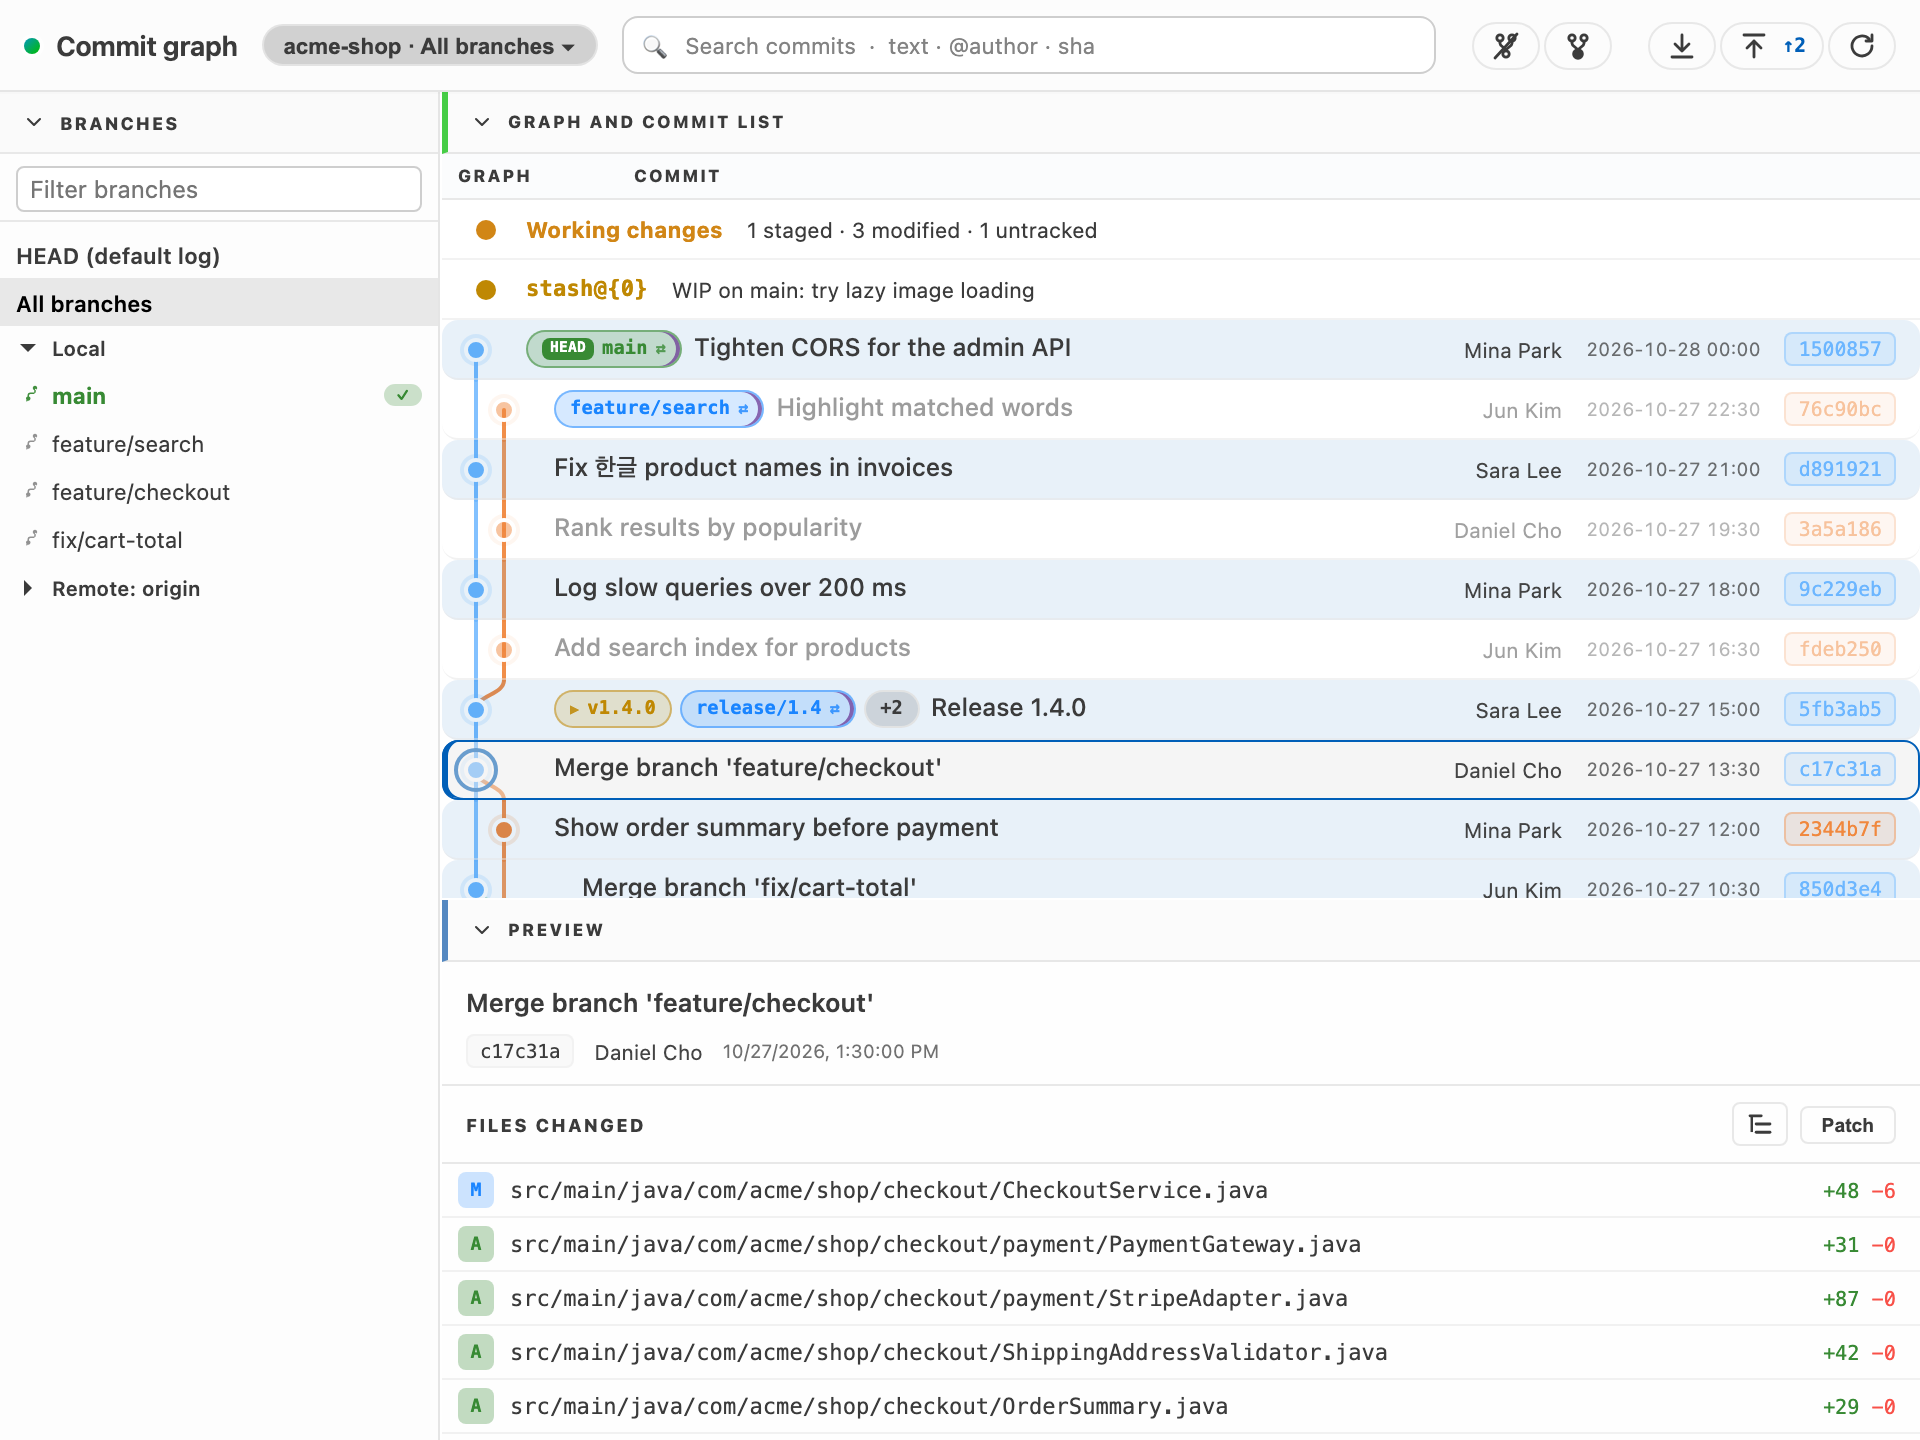 Commit graph
acme-shop · All branches
Search commits · text · @author · sha
↑2
BRANCHES
Filter branches
HEAD (default log)
All branches
Local
main
feature/search
feature/checkout
fix/cart-total
Remote: origin
GRAPH AND COMMIT LIST
GRAPH COMMIT
Working changes 1 staged · 3 modified · 1 untracked
stash@{0} WIP on main: try lazy image loading
HEAD main ⇄ Tighten CORS for the admin API Mina Park 2026-10-28 00:00 1500857
feature/search ⇄ Highlight matched words Jun Kim 2026-10-27 22:30 76c90bc
Fix 한글 product names in invoices Sara Lee 2026-10-27 21:00 d891921
Rank results by popularity Daniel Cho 2026-10-27 19:30 3a5a186
Log slow queries over 200 ms Mina Park 2026-10-27 18:00 9c229eb
Add search index for products Jun Kim 2026-10-27 16:30 fdeb250
v1.4.0 release/1.4 ⇄ +2 Release 1.4.0 Sara Lee 2026-10-27 15:00 5fb3ab5
Merge branch 'feature/checkout' Daniel Cho 2026-10-27 13:30 c17c31a
Show order summary before payment Mina Park 2026-10-27 12:00 2344b7f
Merge branch 'fix/cart-total' Jun Kim 2026-10-27 10:30 850d3e4
PREVIEW
Merge branch 'feature/checkout'
c17c31a Daniel Cho 10/27/2026, 1:30:00 PM
FILES CHANGED
Patch
M src/main/java/com/acme/shop/checkout/CheckoutService.java +48 −6
A src/main/java/com/acme/shop/checkout/payment/PaymentGateway.java +31 −0
A src/main/java/com/acme/shop/checkout/payment/StripeAdapter.java +87 −0
A src/main/java/com/acme/shop/checkout/ShippingAddressValidator.java +42 −0
A src/main/java/com/acme/shop/checkout/OrderSummary.java +29 −0